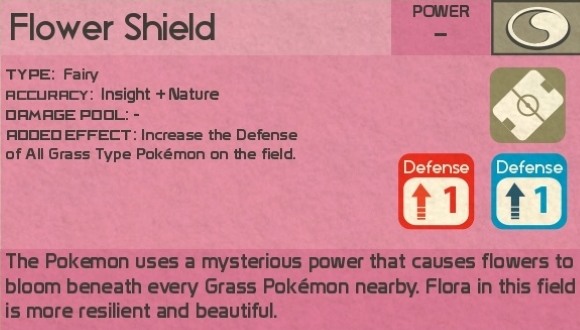 Flower Shield
POWER
–
TYPE: Fairy
ACCURACY: Insight + Nature
DAMAGE POOL: -
ADDED EFFECT: Increase the Defense
of All Grass Type Pokémon on the field.
Defense
1
Defense
1
The Pokemon uses a mysterious power that causes flowers to
bloom beneath every Grass Pokémon nearby. Flora in this field
is more resilient and beautiful.